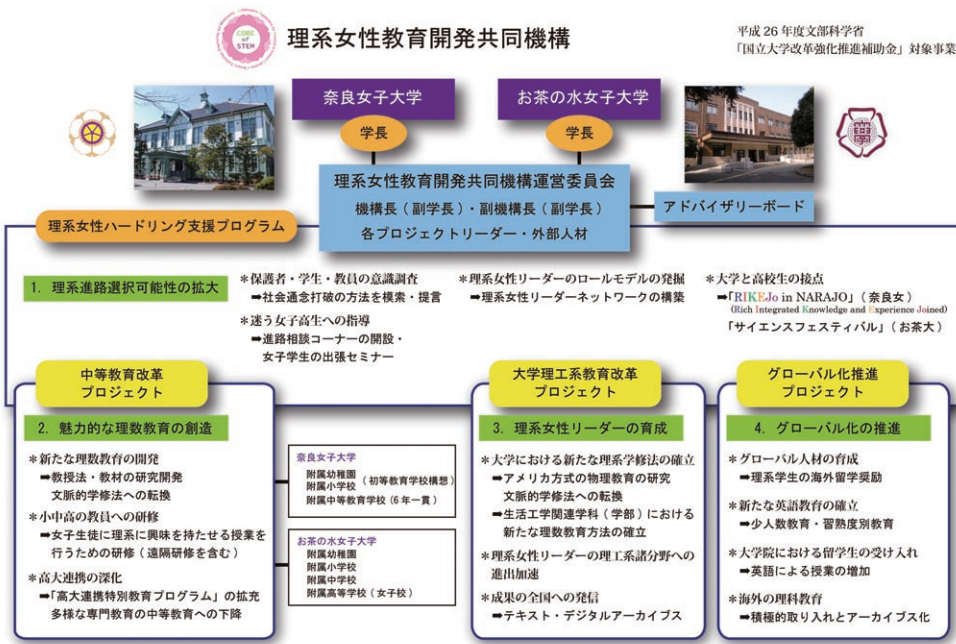 CORE of STEM
理系女性教育開発共同機構
平成26年度文部科学省
「国立大学改革強化推進補助金」対象事業
奈良女子大学
お茶の水女子大学
学長
学長
理系女性教育開発共同機構運営委員会
機構長(副学長)・副機構長(副学長)
各プロジェクトリーダー・外部人材
アドバイザリーボード
理系女性ハードリング支援プログラム
1. 理系進路選択可能性の拡大
＊保護者・学生・教員の意識調査
➡社会通念打破の方法を模索・提言
＊迷う女子高生への指導
➡進路相談コーナーの開設・
女子学生の出張セミナー
＊理系女性リーダーのロールモデルの発掘
➡理系女性リーダーネットワークの構築
＊大学と高校生の接点
➡「RIKEJo in NARAJO」(奈良女)
(Rich Integrated Knowledge and Experience Joined)
「サイエンスフェスティバル」(お茶大)
中等教育改革
プロジェクト
2. 魅力的な理数教育の創造
＊新たな理数教育の開発
➡教授法・教材の研究開発
文脈的学修法への転換
＊小中高の教員への研修
➡女子生徒に理系に興味を持たせる授業を
行うための研修(遠隔研修を含む)
＊高大連携の深化
➡「高大連携特別教育プログラム」の拡充
多様な専門教育の中等教育への下降
奈良女子大学
附属幼稚園
附属小学校
(初等教育学校構想)
附属中等教育学校(6年一貫)
お茶の水女子大学
附属幼稚園
附属小学校
附属中学校
附属高等学校(女子校)
大学理工系教育改革
プロジェクト
3. 理系女性リーダーの育成
＊大学における新たな理系学修法の確立
➡アメリカ方式の物理教育の研究
文脈的学修法への転換
➡生活工学関連学科(学部)における
新たな理数教育方法の確立
＊理系女性リーダーの理工系諸分野への
進出加速
＊成果の全国への発信
➡テキスト・デジタルアーカイブス
グローバル化推進
プロジェクト
4. グローバル化の推進
＊グローバル人材の育成
➡理系学生の海外留学奨励
＊新たな英語教育の確立
➡少人数教育・習熟度別教育
＊大学院における留学生の受け入れ
➡英語による授業の増加
＊海外の理科教育
➡積極的取り入れとアーカイブス化